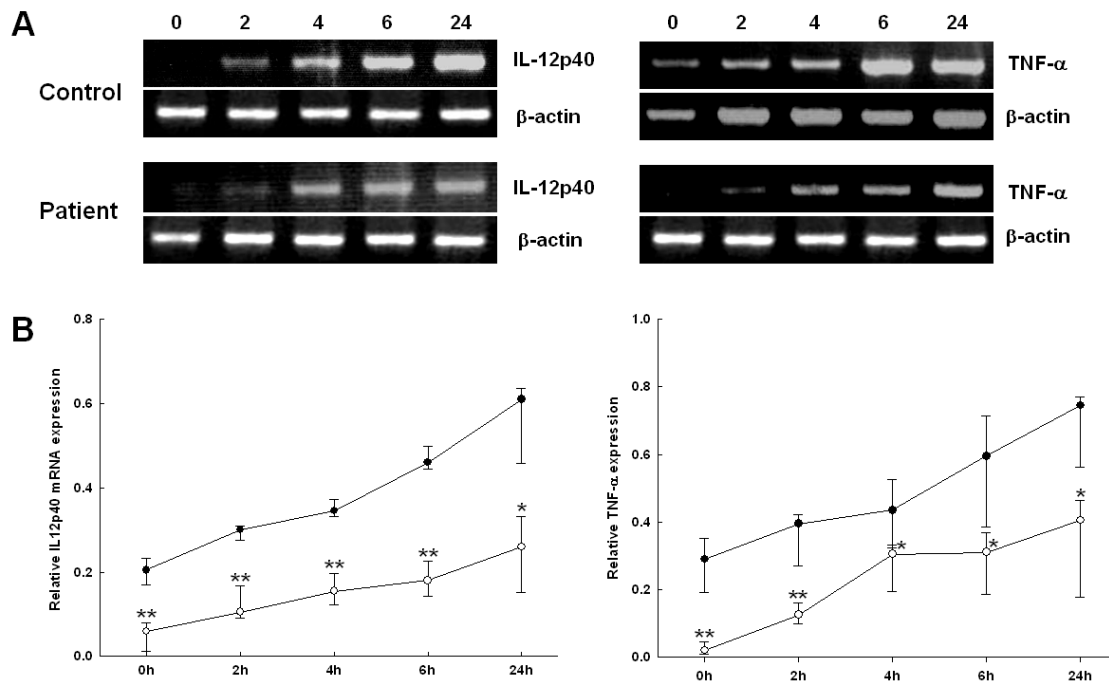 A
0 2 4 6 24
0 2 4 6 24
Control
IL-12p40
β-actin
TNF-α
β-actin
Patient
IL-12p40
β-actin
TNF-α
β-actin
B
Relative IL12p40 mRNA expression
0.8
0.6
0.4
0.2
0.0
** ** ** ** *
0h 2h 4h 6h 24h
Relative TNF-α expression
1.0
0.8
0.6
0.4
0.2
0.0
** ** * * *
0h 2h 4h 6h 24h